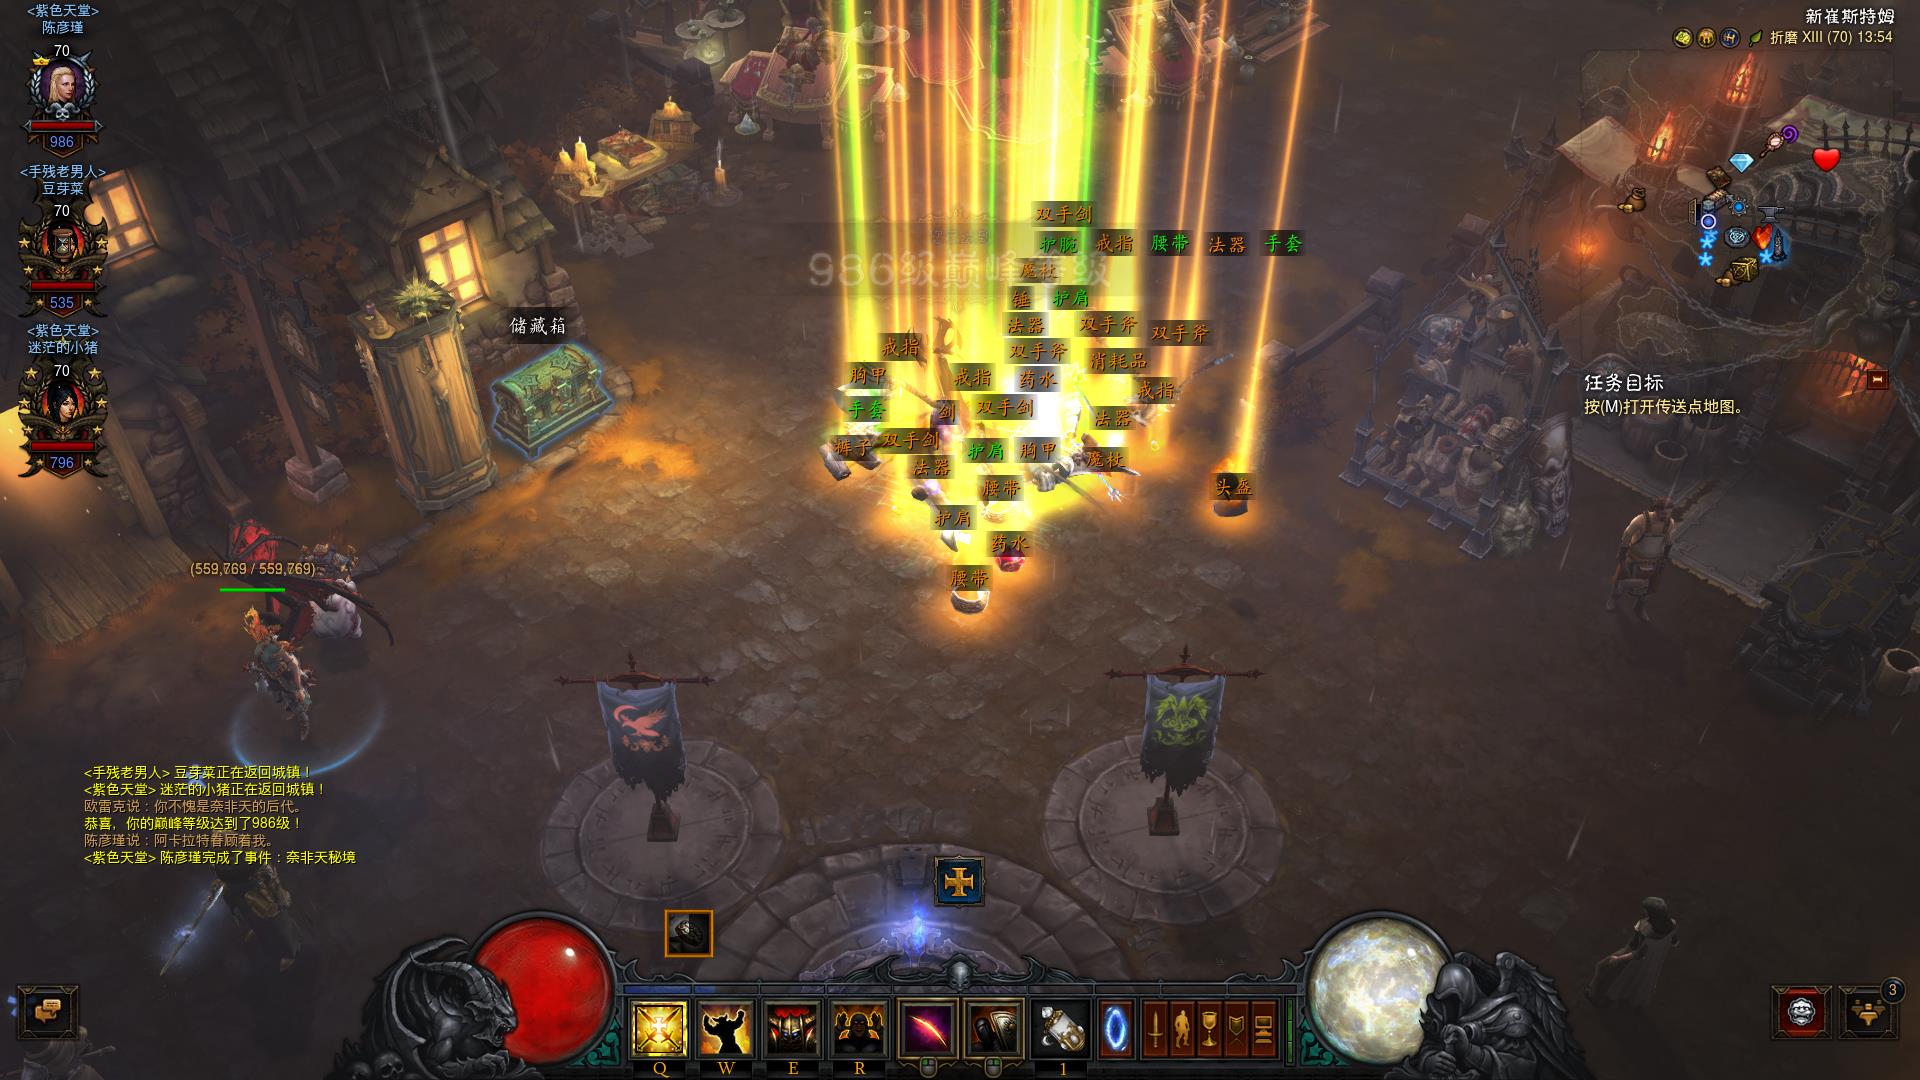 <紫色天堂>
陈彦瑾
70
986
<手残老男人>
豆芽菜
70
535
<紫色天堂>
迷茫的小猪
70
796
新崔斯特姆
折磨 XIII (70) 13:54
任务目标
按(M)打开传送点地图。
储藏箱
986级巅峰等级
双手剑
护腕 戒指 腰带 法器 手套
魔杖
锤 护肩
法器 双手斧 双手斧
戒指 双手斧 消耗品
胸甲 戒指 药水 戒指
手套 剑 双手剑 法器
裤子 双手剑 护肩 胸甲 魔杖
法器
腰带 头盔
护肩
药水
腰带
(559,769 / 559,769)
<手残老男人> 豆芽菜正在返回城镇！
<紫色天堂> 迷茫的小猪正在返回城镇！
欧雷克说：你不愧是奈非天的后代。
恭喜，你的巅峰等级达到了986级！
陈彦瑾说：阿卡拉特眷顾着我。
<紫色天堂> 陈彦瑾完成了事件：奈非天秘境
Q W E R 1
3